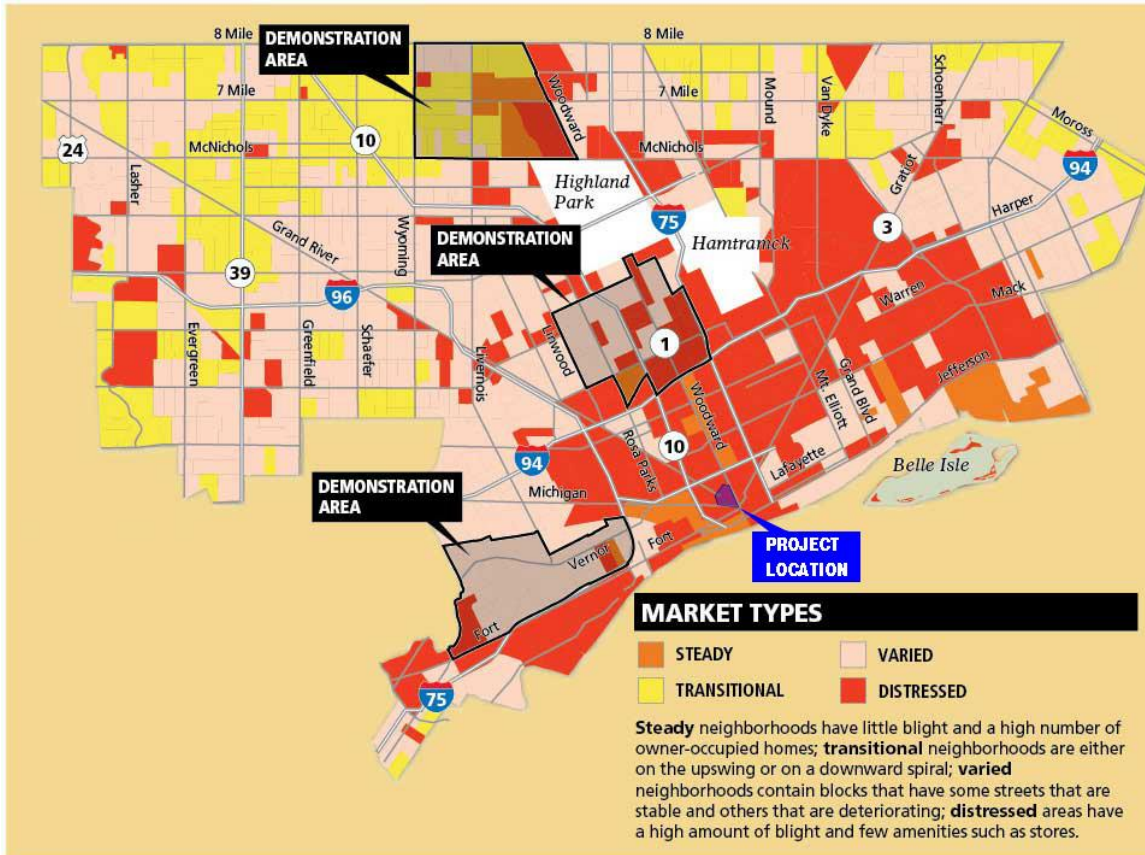 8 Mile
8 Mile
DEMONSTRATION
AREA
7 Mile
7 Mile
Woodward
Mound
Van Dyke
Schoenherr
Moross
24
10
McNichols
McNichols
94
Lasher
Gratiot
Highland
Park
Harper
Grand River
Wyoming
75
3
DEMONSTRATION
AREA
Hamtramck
39
96
Warren
Mack
Evergreen
Greenfield
Schaefer
Livernois
Linwood
1
Mt. Elliott
Grand Blvd
Jefferson
Woodward
Rosa Parks
10
94
Lafayette
Belle Isle
Michigan
DEMONSTRATION
AREA
Vernor
Fort
PROJECT
LOCATION
Fort
75
MARKET TYPES
STEADY
VARIED
TRANSITIONAL
DISTRESSED
Steady neighborhoods have little blight and a high number of
owner-occupied homes; transitional neighborhoods are either
on the upswing or on a downward spiral; varied
neighborhoods contain blocks that have some streets that are
stable and others that are deteriorating; distressed areas have
a high amount of blight and few amenities such as stores.